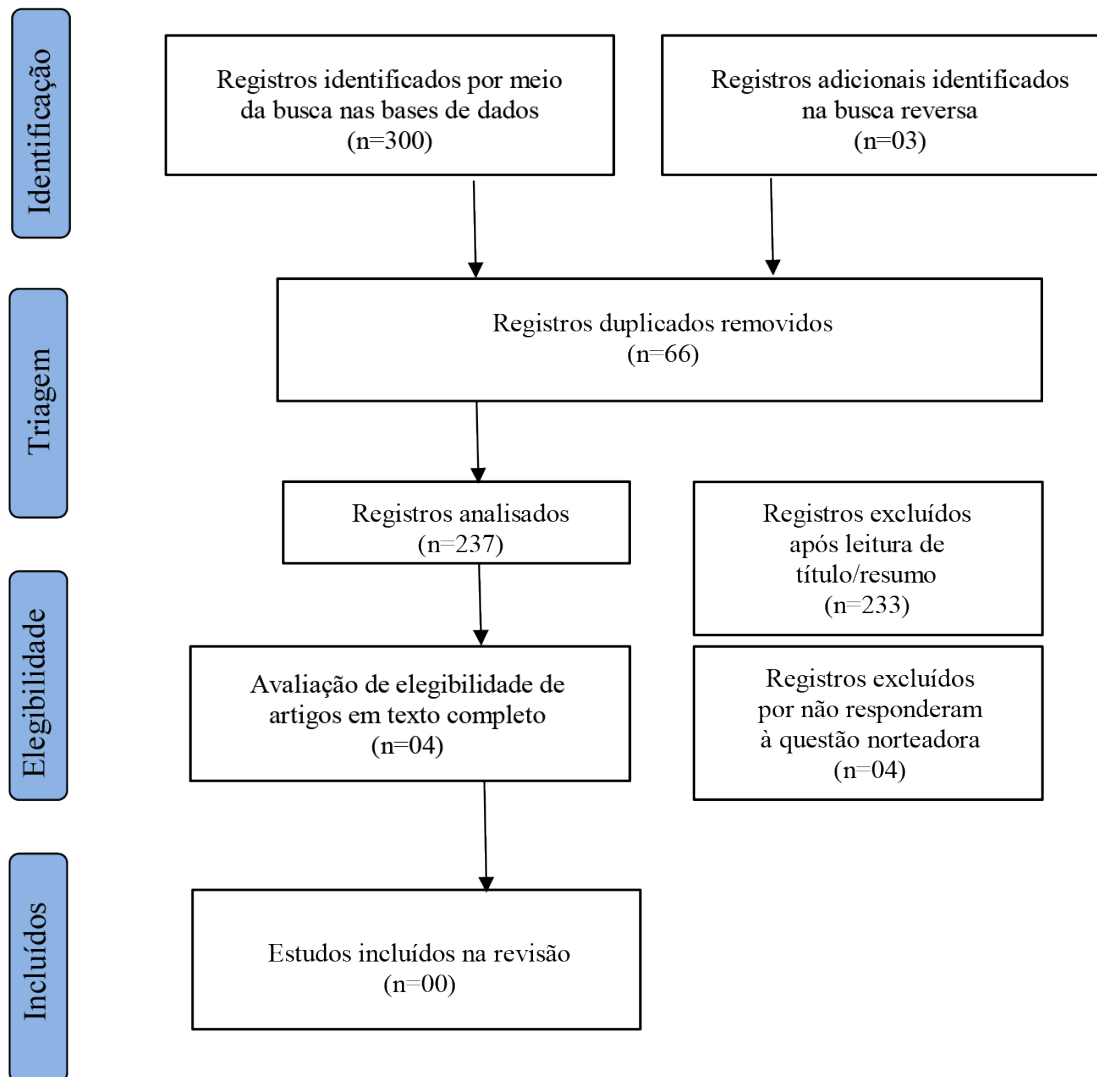 Identificação
Registros identificados por meio
da busca nas bases de dados
(n=300)
Registros adicionais identificados
na busca reversa
(n=03)
Triagem
Registros duplicados removidos
(n=66)
Registros analisados
(n=237)
Registros excluídos
após leitura de
título/resumo
(n=233)
Elegibilidade
Avaliação de elegibilidade de
artigos em texto completo
(n=04)
Registros excluídos
por não responderam
à questão norteadora
(n=04)
Incluídos
Estudos incluídos na revisão
(n=00)